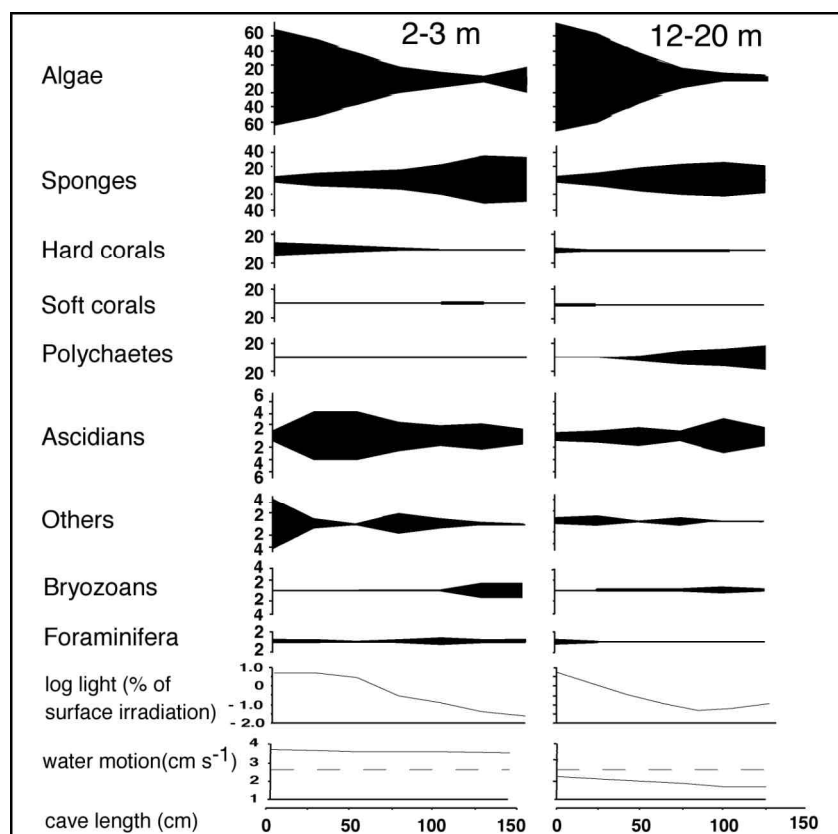 2-3 m 12-20 m
Algae
60
40
20
20
40
60
Sponges
40
20
20
40
Hard corals
20
20
Soft corals
20
20
Polychaetes
20
20
Ascidians
6
4
2
2
4
6
Others
4
2
2
4
Bryozoans
4
2
2
4
Foraminifera
2
2
log light (% of
surface irradiation)
1.0
0
- 1.0
- 2.0
water motion(cm s-1)
4
3
2
1
cave length (cm) 0 50 100 150 0 50 100 150